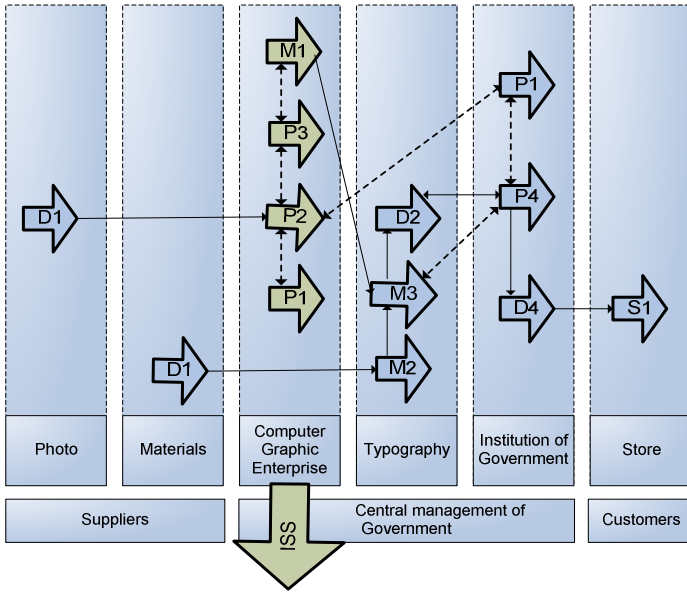 M1
P1
P3
P4
D1
P2
D2
P1
M3
D4
S1
D1
M2
Photo
Materials
Computer
Graphic
Enterprise
Typography
Institution of
Government
Store
Suppliers
ISS
Central management of
Government
Customers